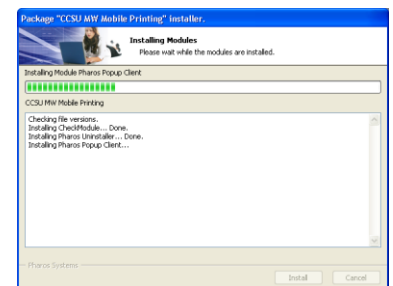 Package "CCSU MW Mobile Printing" installer.
Installing Modules
Please wait while the modules are installed.
Installing Module Pharos Popup Client
CCSU MW Mobile Printing
Checking file versions.
Installing CheckModule... Done.
Installing Pharos Uninstaller... Done.
Installing Pharos Popup Client...
Pharos Systems
Install Cancel